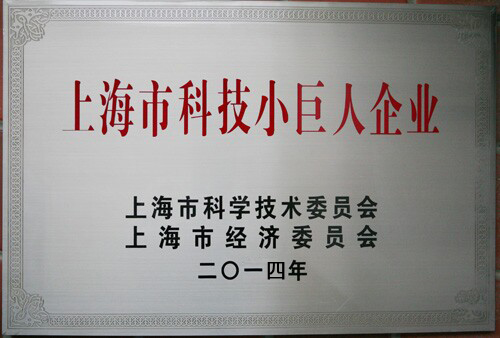 上海市科技小巨人企业
上海市科学技术委员会
上海市经济委员会
二〇一四年